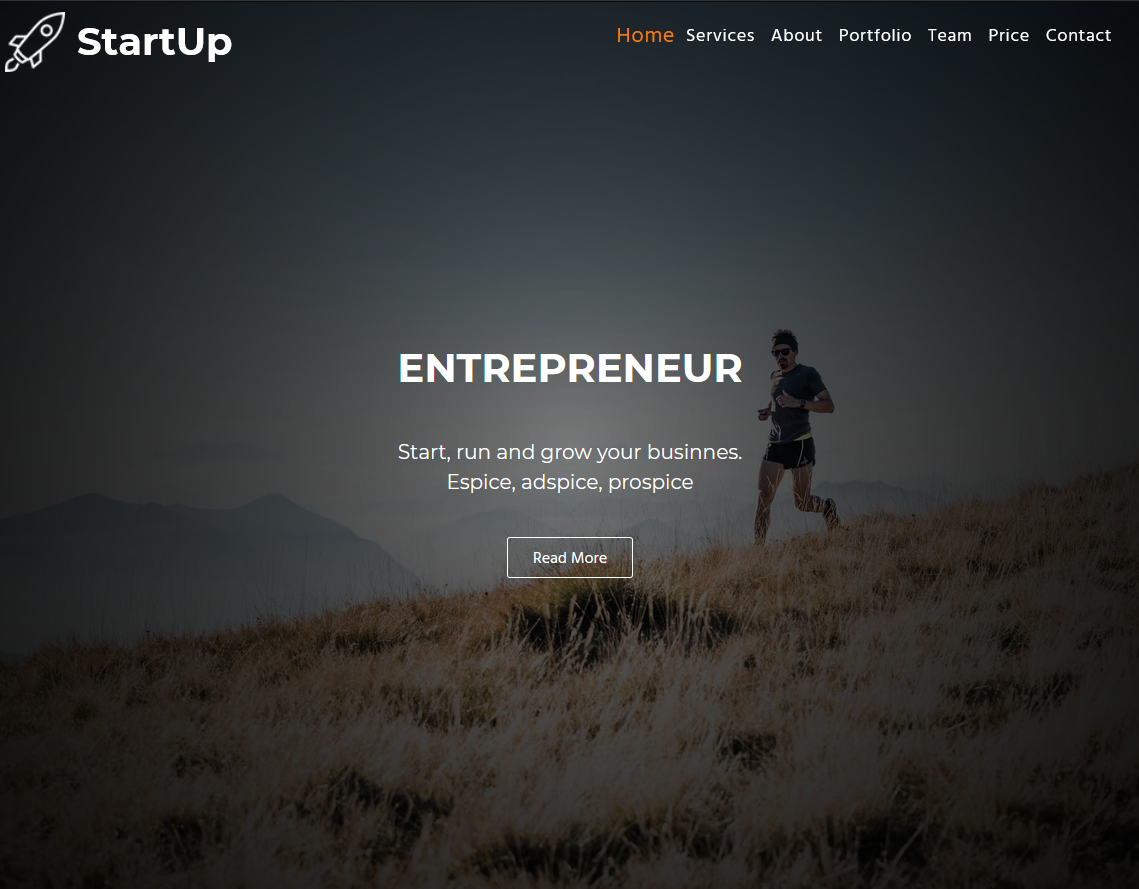 StartUp
Home Services About Portfolio Team Price Contact
ENTREPRENEUR
Start, run and grow your businnes.
Espice, adspice, prospice
Read More